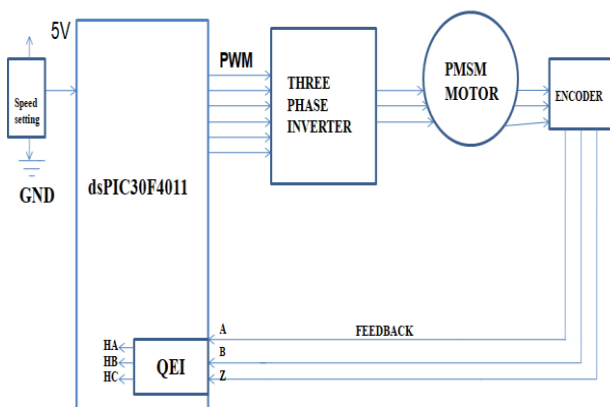 5V
Speed
setting
GND
dsPIC30F4011
PWM
THREE
PHASE
INVERTER
PMSM
MOTOR
ENCODER
A
FEEDBACK
B
Z
HA
HB
HC
QEI